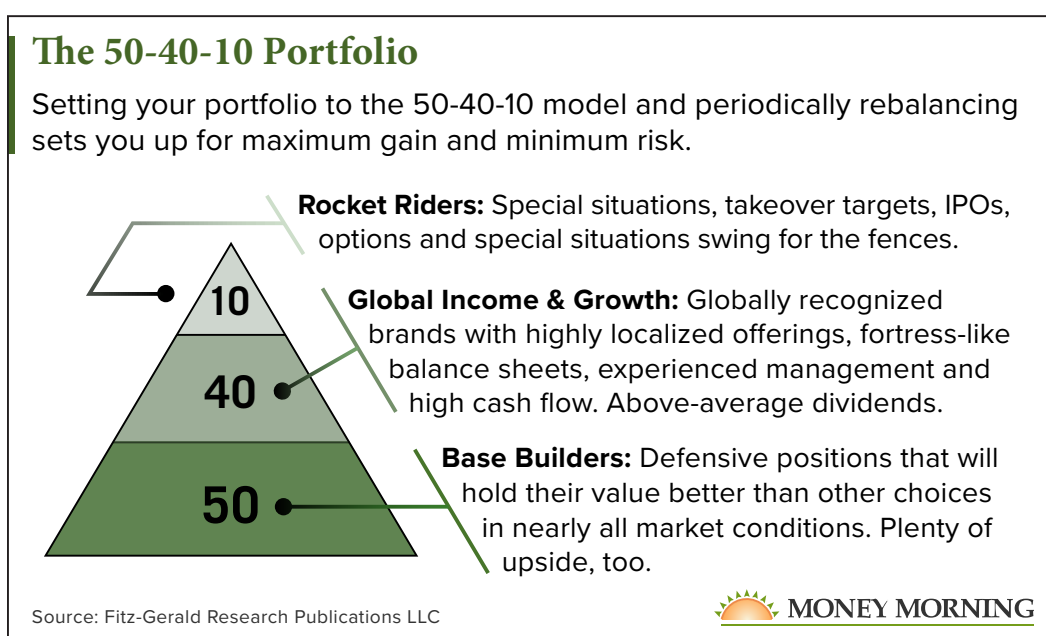 The 50-40-10 Portfolio
Setting your portfolio to the 50-40-10 model and periodically rebalancing
sets you up for maximum gain and minimum risk.
Rocket Riders: Special situations, takeover targets, IPOs,
options and special situations swing for the fences.
10
Global Income & Growth: Globally recognized
brands with highly localized offerings, fortress-like
balance sheets, experienced management and
high cash flow. Above-average dividends.
40
Base Builders: Defensive positions that will
hold their value better than other choices
in nearly all market conditions. Plenty of
upside, too.
50
Source: Fitz-Gerald Research Publications LLC
MONEY MORNING